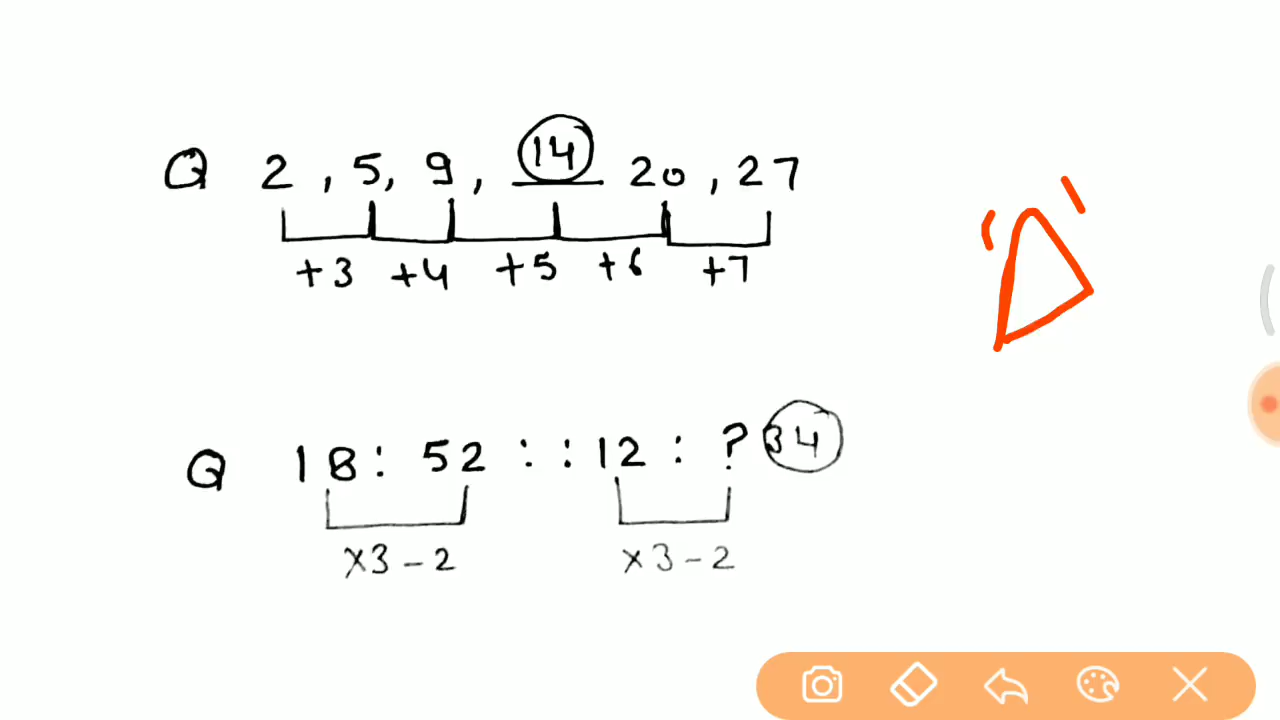 Q 2 , 5, 9 , 14 20 , 27
+3 +4 +5 +6 +7
Q 18 : 52 : : 12 : ? 34
×3-2 ×3-2